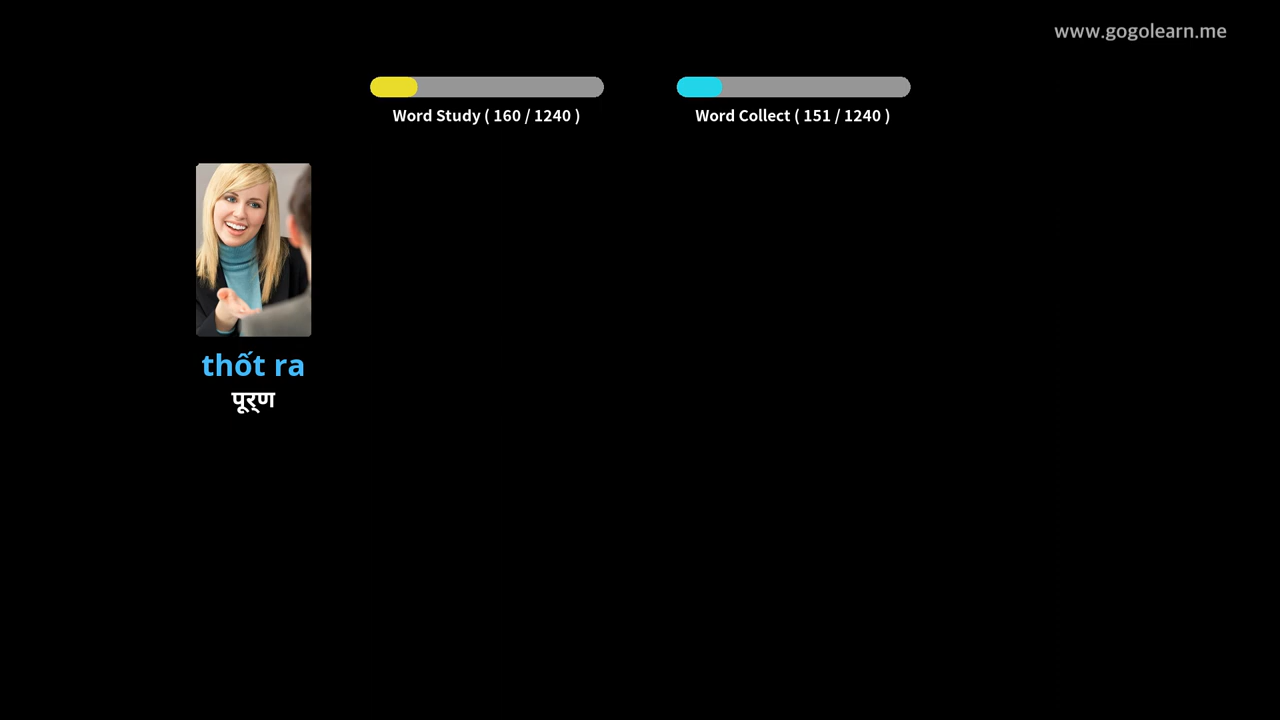 www.gogolearn.me
Word Study ( 160 / 1240 )
Word Collect ( 151 / 1240 )
thốt ra
पूर्ण